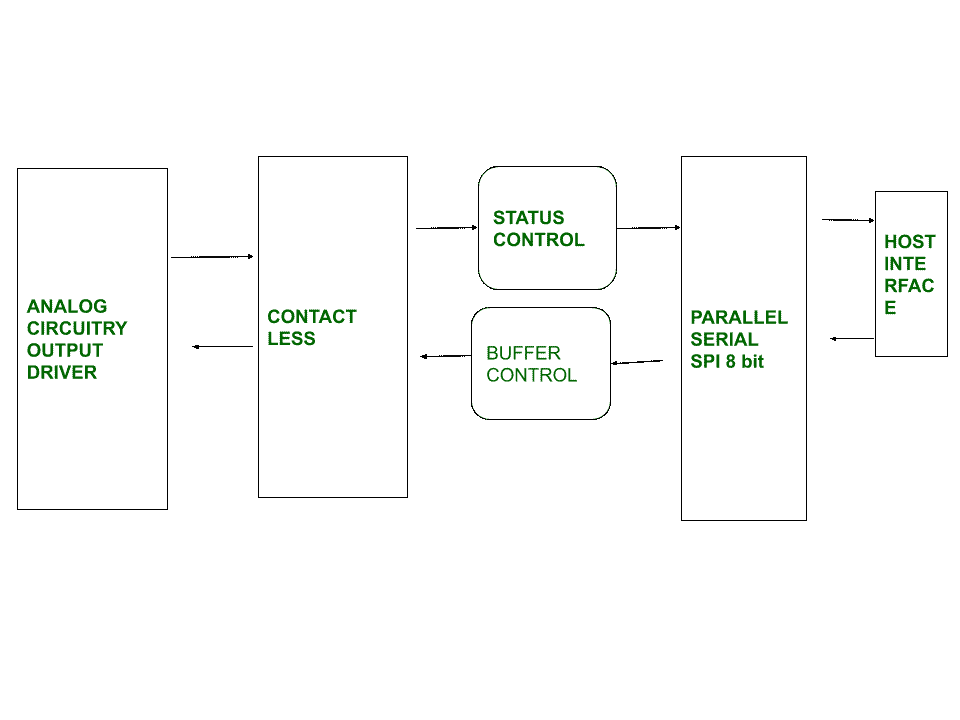 ANALOG
CIRCUITRY
OUTPUT
DRIVER
CONTACT
LESS
STATUS
CONTROL
BUFFER
CONTROL
PARALLEL
SERIAL
SPI 8 bit
HOST
INTE
RFAC
E